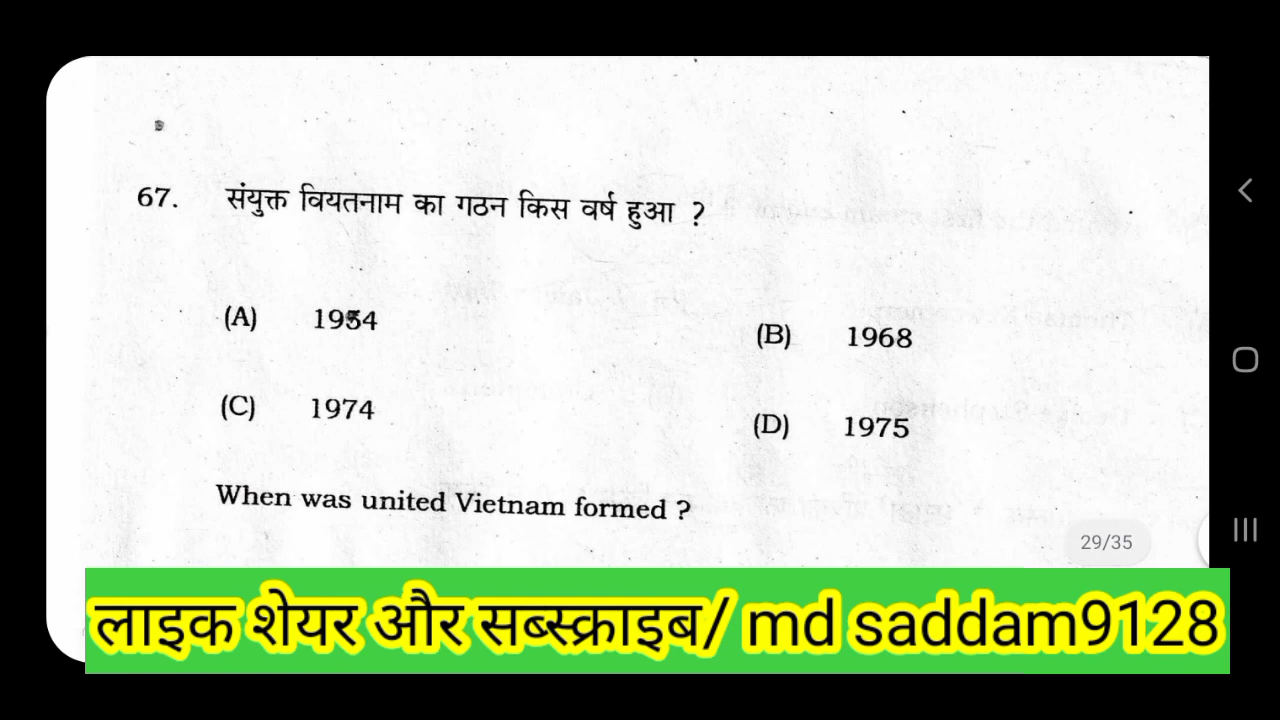 67. संयुक्त वियतनाम का गठन किस वर्ष हुआ ?
(A) 1954
(B) 1968
(C) 1974
(D) 1975
When was united Vietnam formed ?
29/35
लाइक शेयर और सब्स्क्राइब/ md saddam9128